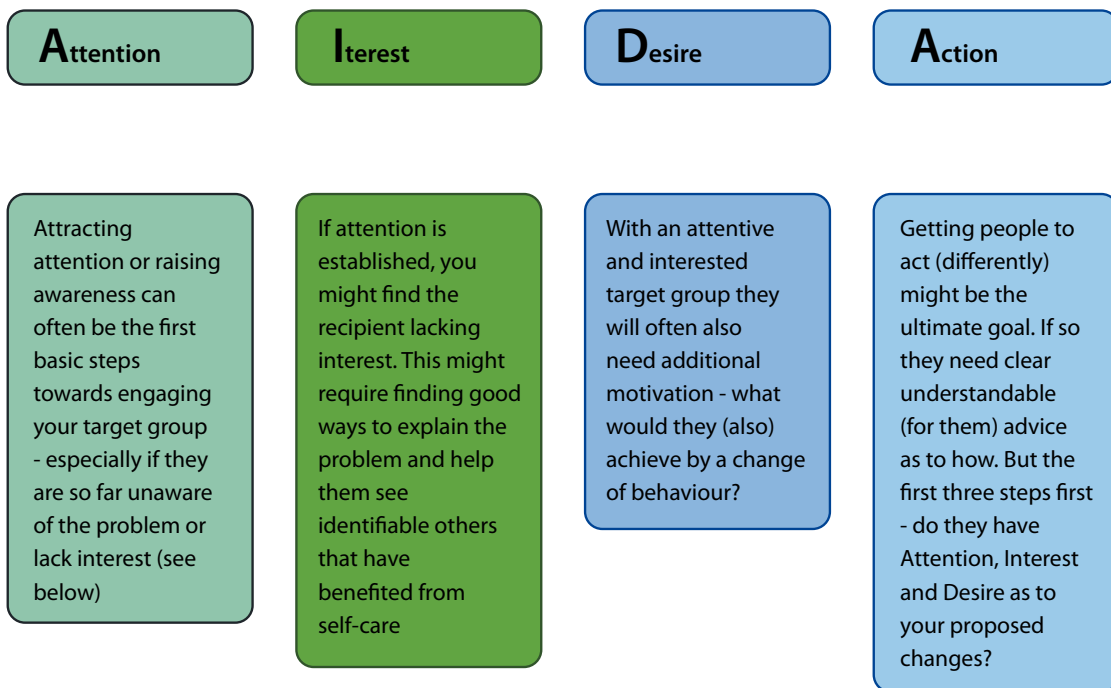 Attention
Iterest
Desire
Action
Attracting
attention or raising
awareness can
often be the first
basic steps
towards engaging
your target group
- especially if they
are so far unaware
of the problem or
lack interest (see
below)
If attention is
established, you
might find the
recipient lacking
interest. This might
require finding good
ways to explain the
problem and help
them see
identifiable others
that have
benefited from
self-care
With an attentive
and interested
target group they
will often also
need additional
motivation - what
would they (also)
achieve by a change
of behaviour?
Getting people to
act (differently)
might be the
ultimate goal. If so
they need clear
understandable
(for them) advice
as to how. But the
first three steps first
- do they have
Attention, Interest
and Desire as to
your proposed
changes?